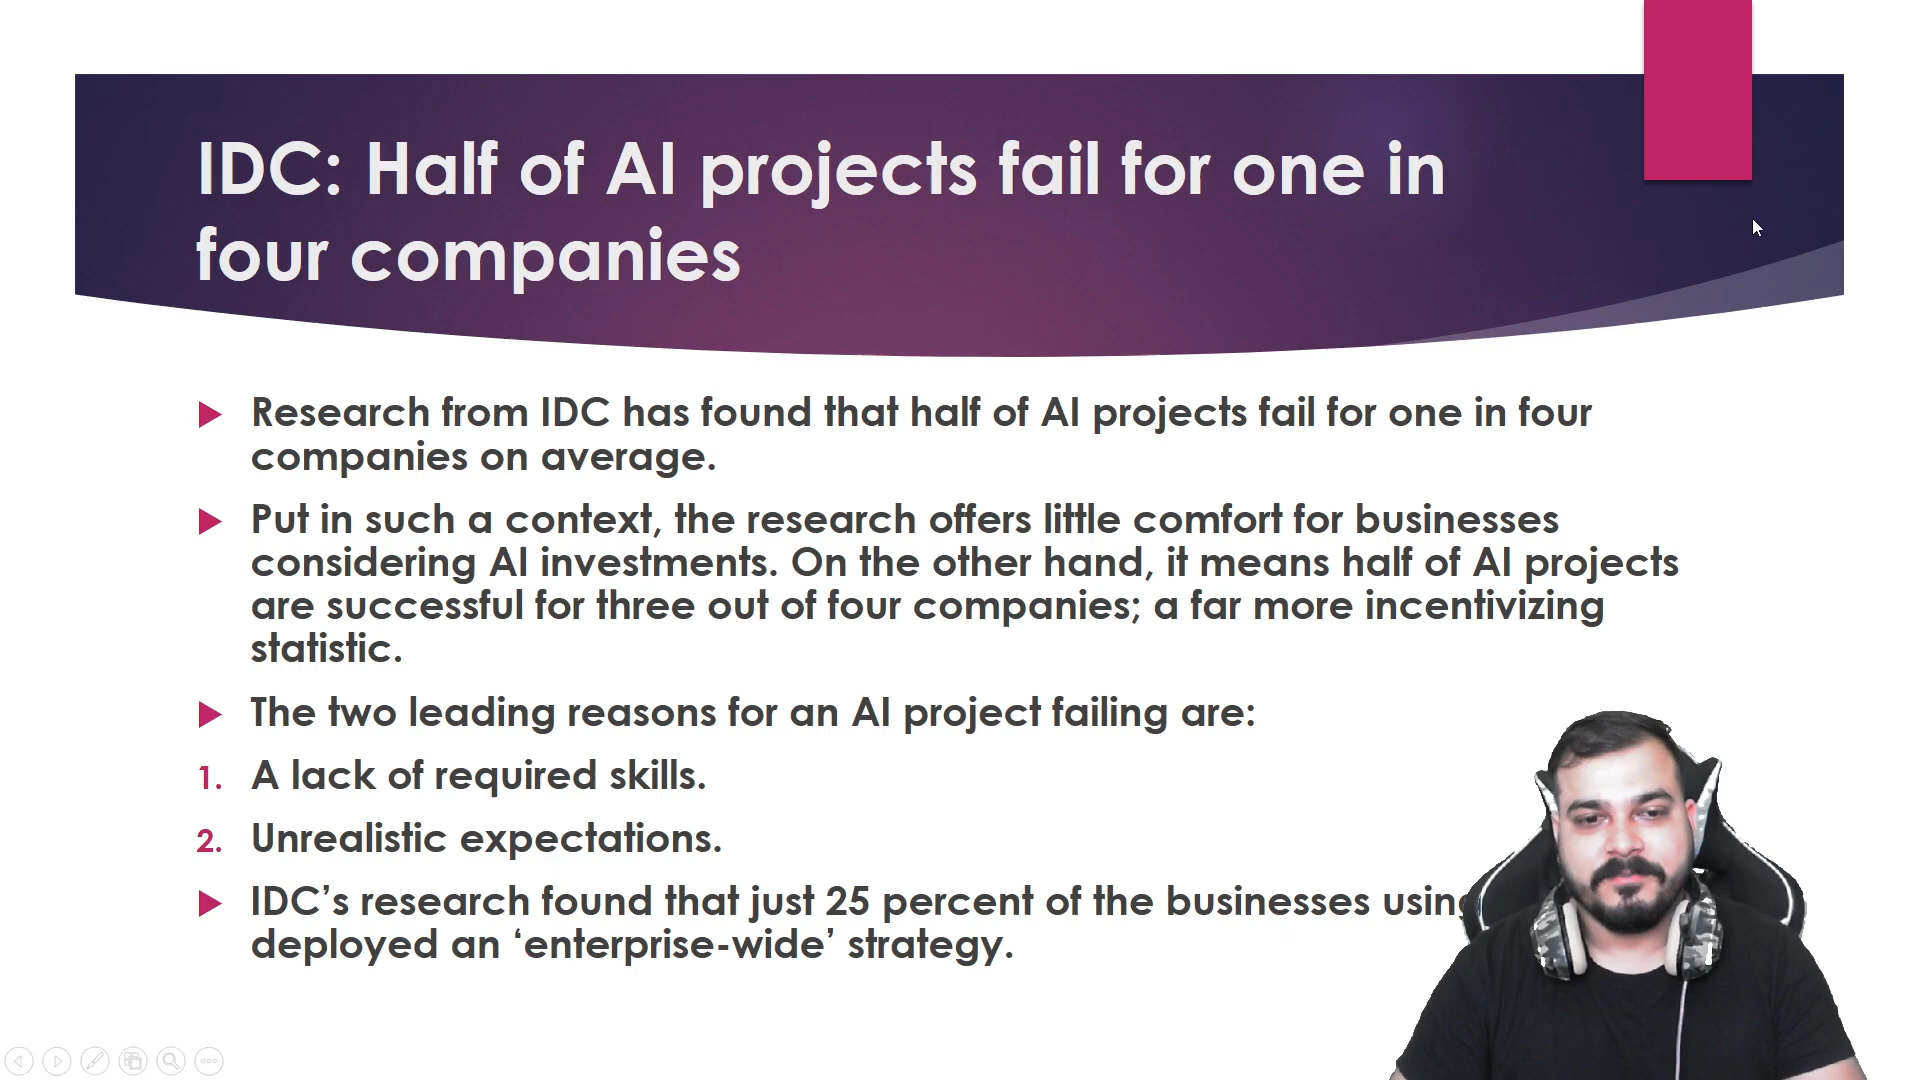 IDC: Half of AI projects fail for one in
four companies
Research from IDC has found that half of AI projects fail for one in four
companies on average.
Put in such a context, the research offers little comfort for businesses
considering AI investments. On the other hand, it means half of AI projects
are successful for three out of four companies; a far more incentivizing
statistic.
The two leading reasons for an AI project failing are:
1. A lack of required skills.
2. Unrealistic expectations.
IDC’s research found that just 25 percent of the businesses using
deployed an ‘enterprise-wide’ strategy.